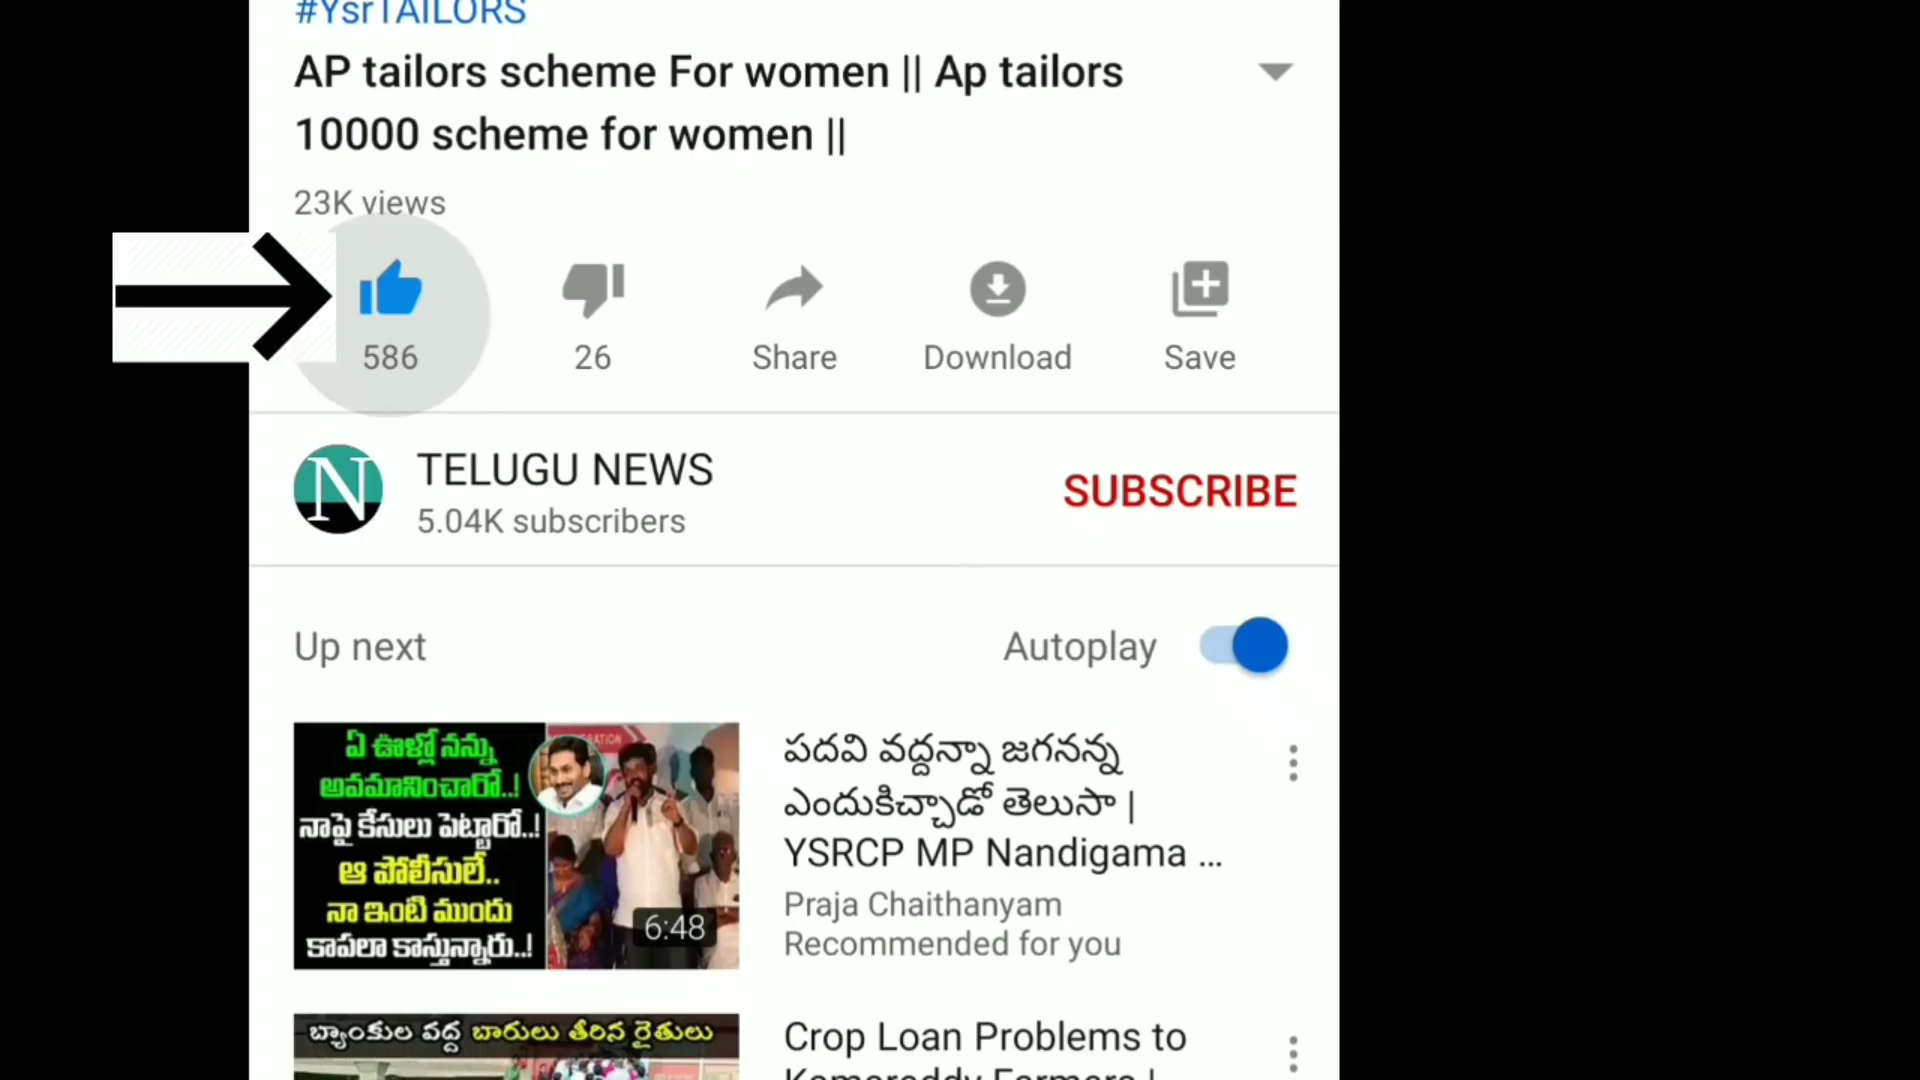 #YsrTAILORS
AP tailors scheme For women || Ap tailors
10000 scheme for women ||
23K views
586
26
Share
Download
Save
N
TELUGU NEWS
5.04K subscribers
SUBSCRIBE
Up next
Autoplay
ఏ ఊళ్లో నన్ను
అవమానించారో..!
నాపై కేసులు పెట్టారో..!
ఆ పోలీసులే..
నా ఇంటి ముందు
కాపలా కాస్తున్నారు..!
6:48
పదవి వద్దన్నా జగనన్న
ఎందుకిచ్చాడో తెలుసా |
YSRCP MP Nandigama ...
Praja Chaithanyam
Recommended for you
బ్యాంకుల వద్ద బారులు తీరిన రైతులు
Crop Loan Problems to
Kamareddy Farmers |